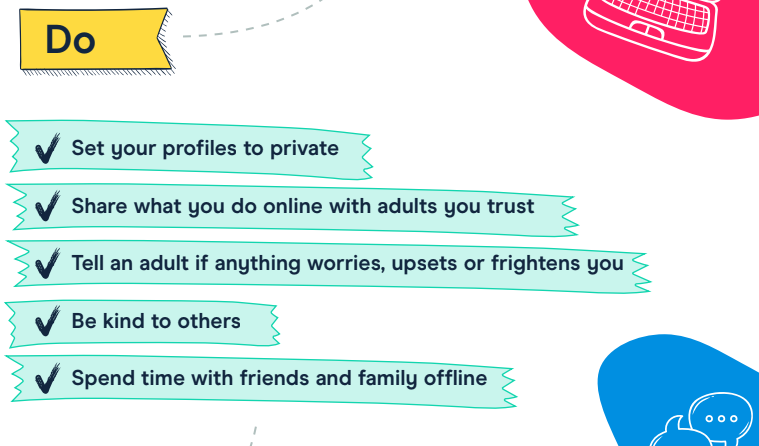 Do
Set your profiles to private
Share what you do online with adults you trust
Tell an adult if anything worries, upsets or frightens you
Be kind to others
Spend time with friends and family offline